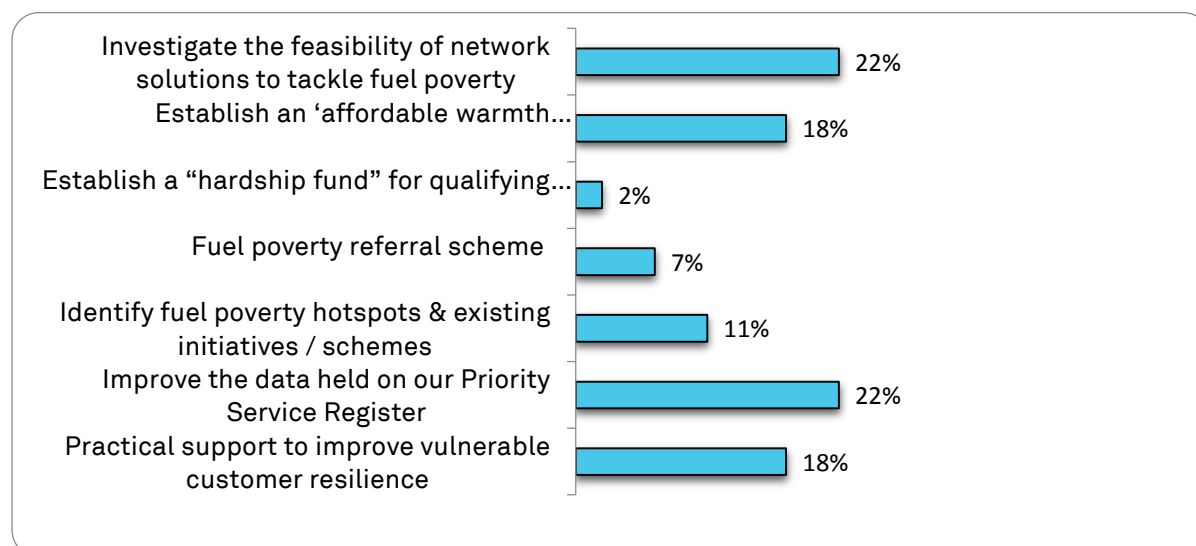 Investigate the feasibility of network
solutions to tackle fuel poverty
22%
Establish an ‘affordable warmth...
18%
Establish a “hardship fund” for qualifying...
2%
Fuel poverty referral scheme
7%
Identify fuel poverty hotspots & existing
initiatives / schemes
11%
Improve the data held on our Priority
Service Register
22%
Practical support to improve vulnerable
customer resilience
18%